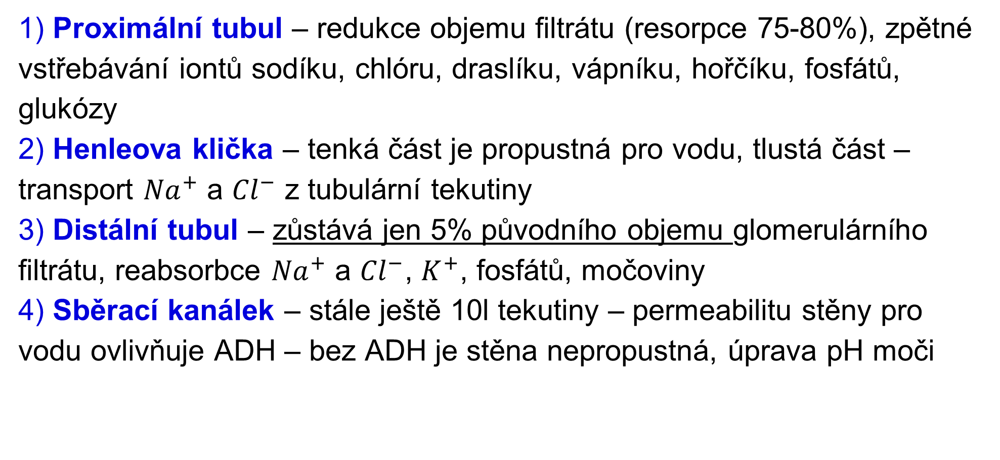 1) Proximální tubul – redukce objemu filtrátu (resorpce 75-80%), zpětné
vstřebávání iontů sodíku, chlóru, draslíku, vápníku, hořčíku, fosfátů,
glukózy
2) Henleova klička – tenká část je propustná pro vodu, tlustá část –
transport Na⁺ a Cl⁻ z tubulární tekutiny
3) Distální tubul – zůstává jen 5% původního objemu glomerulárního
filtrátu, reabsorbce Na⁺ a Cl⁻, K⁺, fosfátů, močoviny
4) Sběrací kanálek – stále ještě 10l tekutiny – permeabilitu stěny pro
vodu ovlivňuje ADH – bez ADH je stěna nepropustná, úprava pH moči